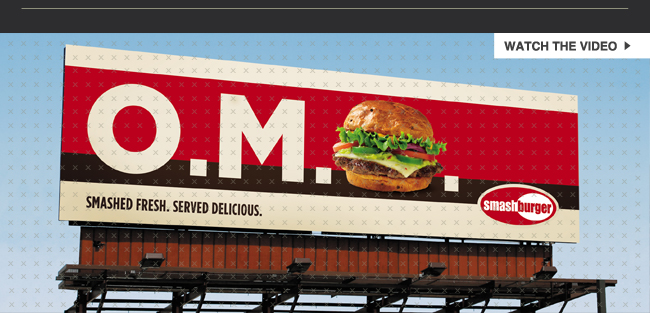 WATCH THE VIDEO
O.M. .
SMASHED FRESH. SERVED DELICIOUS.
smashburger